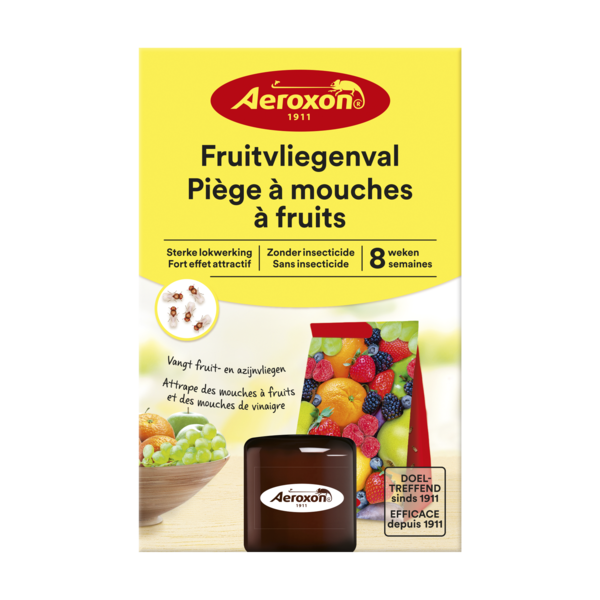 Aeroxon®
1911
Fruitvliegenval
Piège à mouches
à fruits
Sterke lokwerking
Fort effet attractif
Zonder insecticide
Sans insecticide
8 weken
semaines
Vangt fruit- en azijnvliegen
Attrape des mouches à fruits
et des mouches de vinaigre
Aeroxon®
1911
DOEL-
TREFFEND
sinds 1911
EFFICACE
depuis 1911